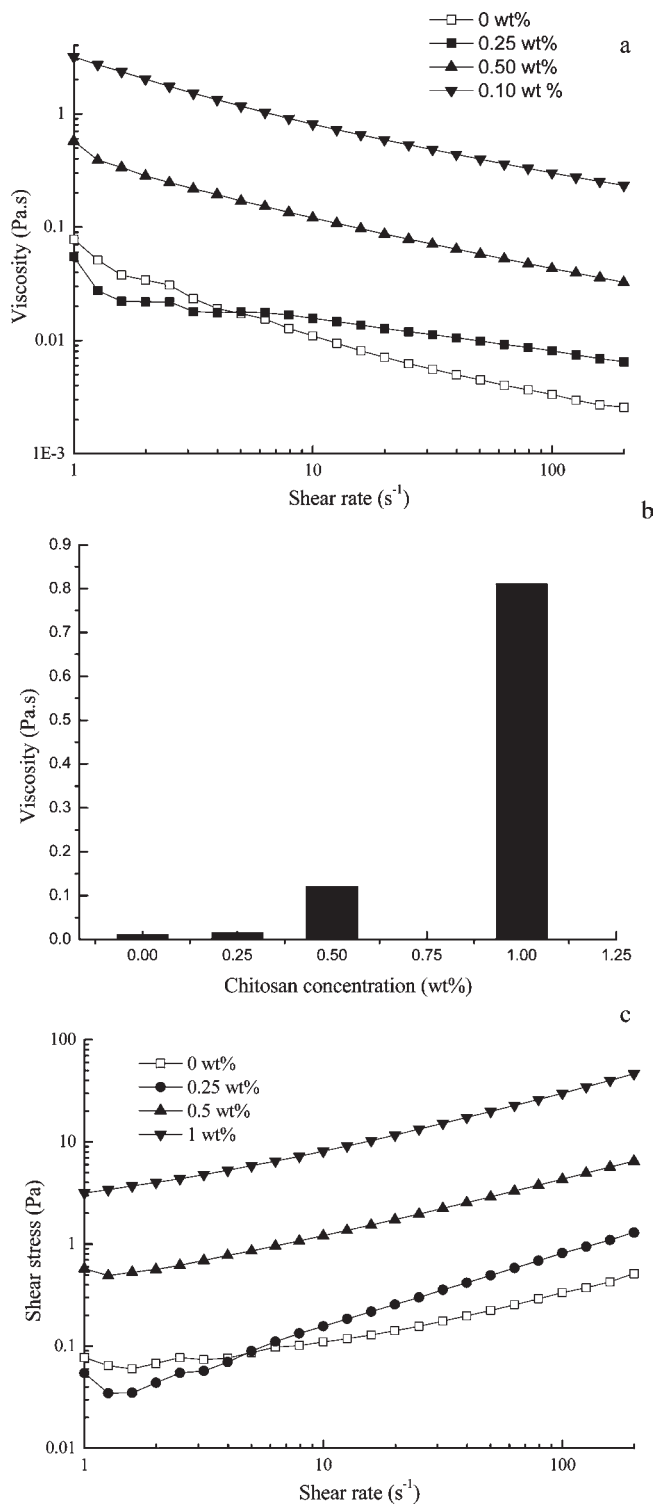 a
0 wt%
0.25 wt%
0.50 wt%
0.10 wt %
1
0.1
0.01
1E-3
Viscosity (Pa.s)
1 10 100
Shear rate (s-1)
b
0.9
0.8
0.7
0.6
0.5
0.4
0.3
0.2
0.1
0.0
Viscosity (Pa.s)
0.00 0.25 0.50 0.75 1.00 1.25
Chitosan concentration (wt%)
c
100
10
1
0.1
0.01
0 wt%
0.25 wt%
0.5 wt%
1 wt%
Shear stress (Pa)
1 10 100
Shear rate (s-1)